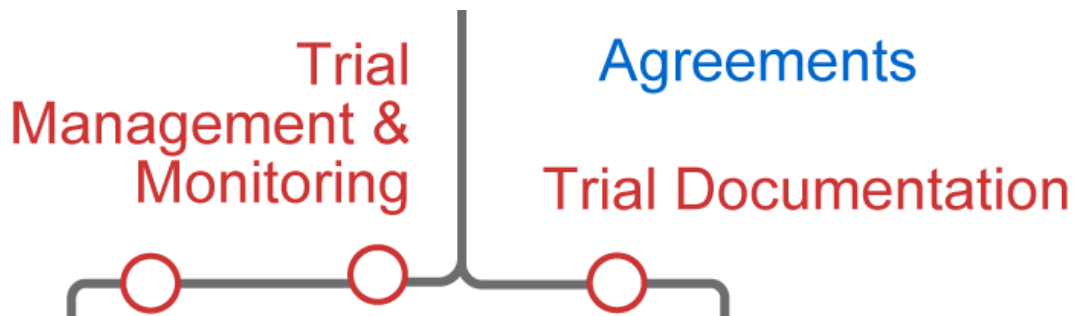 Trial
Management &
Monitoring
Agreements
Trial Documentation